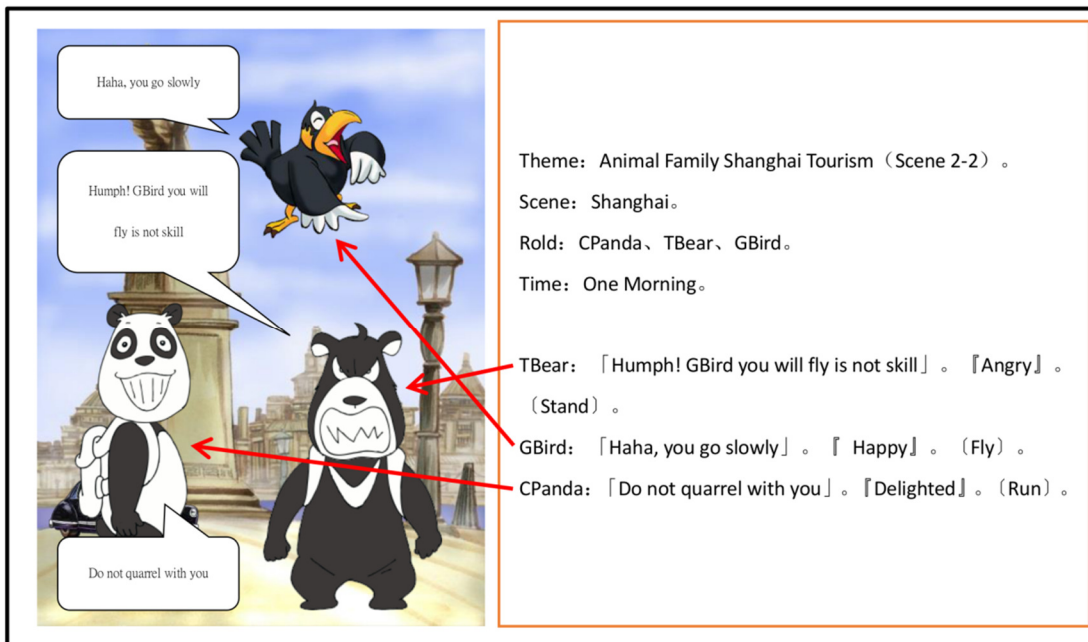 Haha, you go slowly
Humph! GBird you will
fly is not skill
Do not quarrel with you
Theme：Animal Family Shanghai Tourism（Scene 2-2）。
Scene：Shanghai。
Rold：CPanda、TBear、GBird。
Time：One Morning。
TBear：「Humph! GBird you will fly is not skill」。『Angry』。
〔Stand〕。
GBird：「Haha, you go slowly」。『 Happy』。〔Fly〕。
CPanda：「Do not quarrel with you」。『Delighted』。〔Run〕。